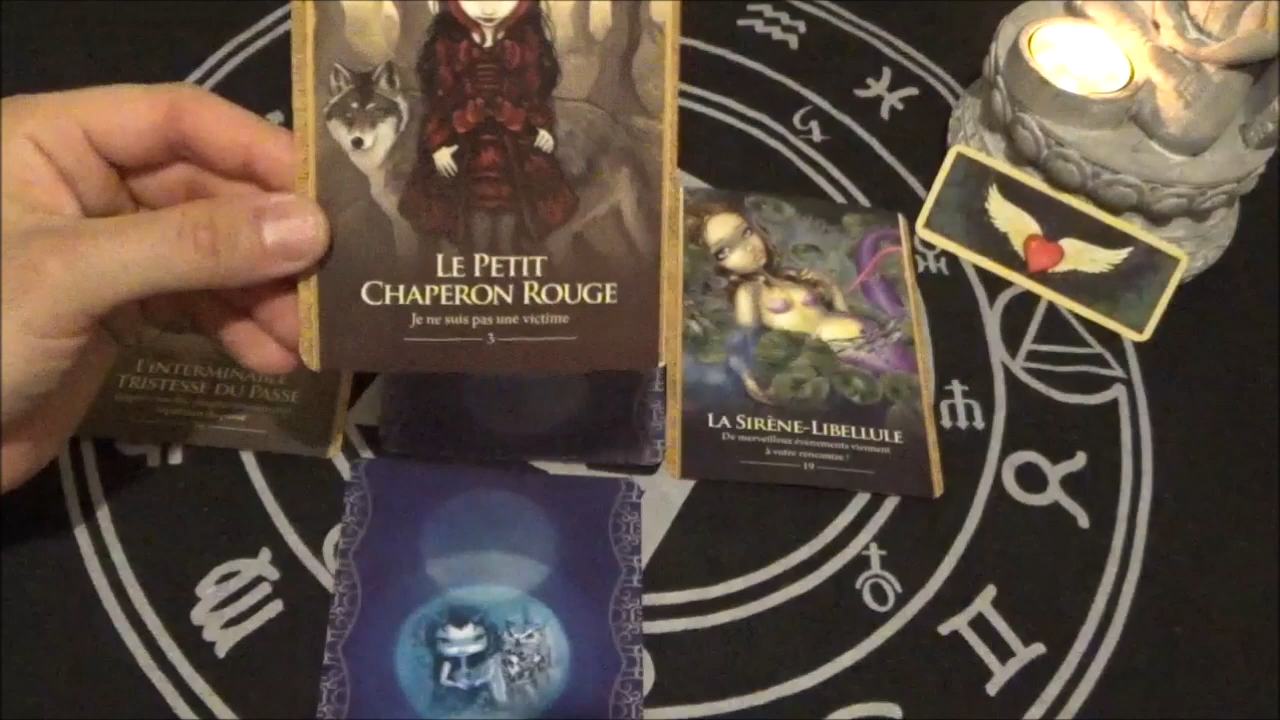 LE PETIT
CHAPERON ROUGE
Je ne suis pas une victime
3
L'INTERMINABLE
TRISTESSE DU PASSE
LA SIRÈNE-LIBELLULE
De merveilleux événements viennent
à votre rencontre !
19